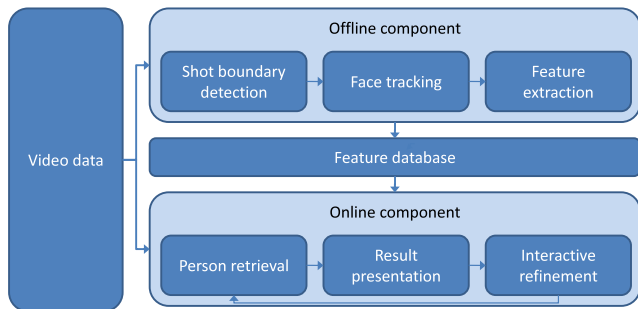 Video data
Offline component
Shot boundary
detection
Face tracking
Feature
extraction
Feature database
Online component
Person retrieval
Result
presentation
Interactive
refinement